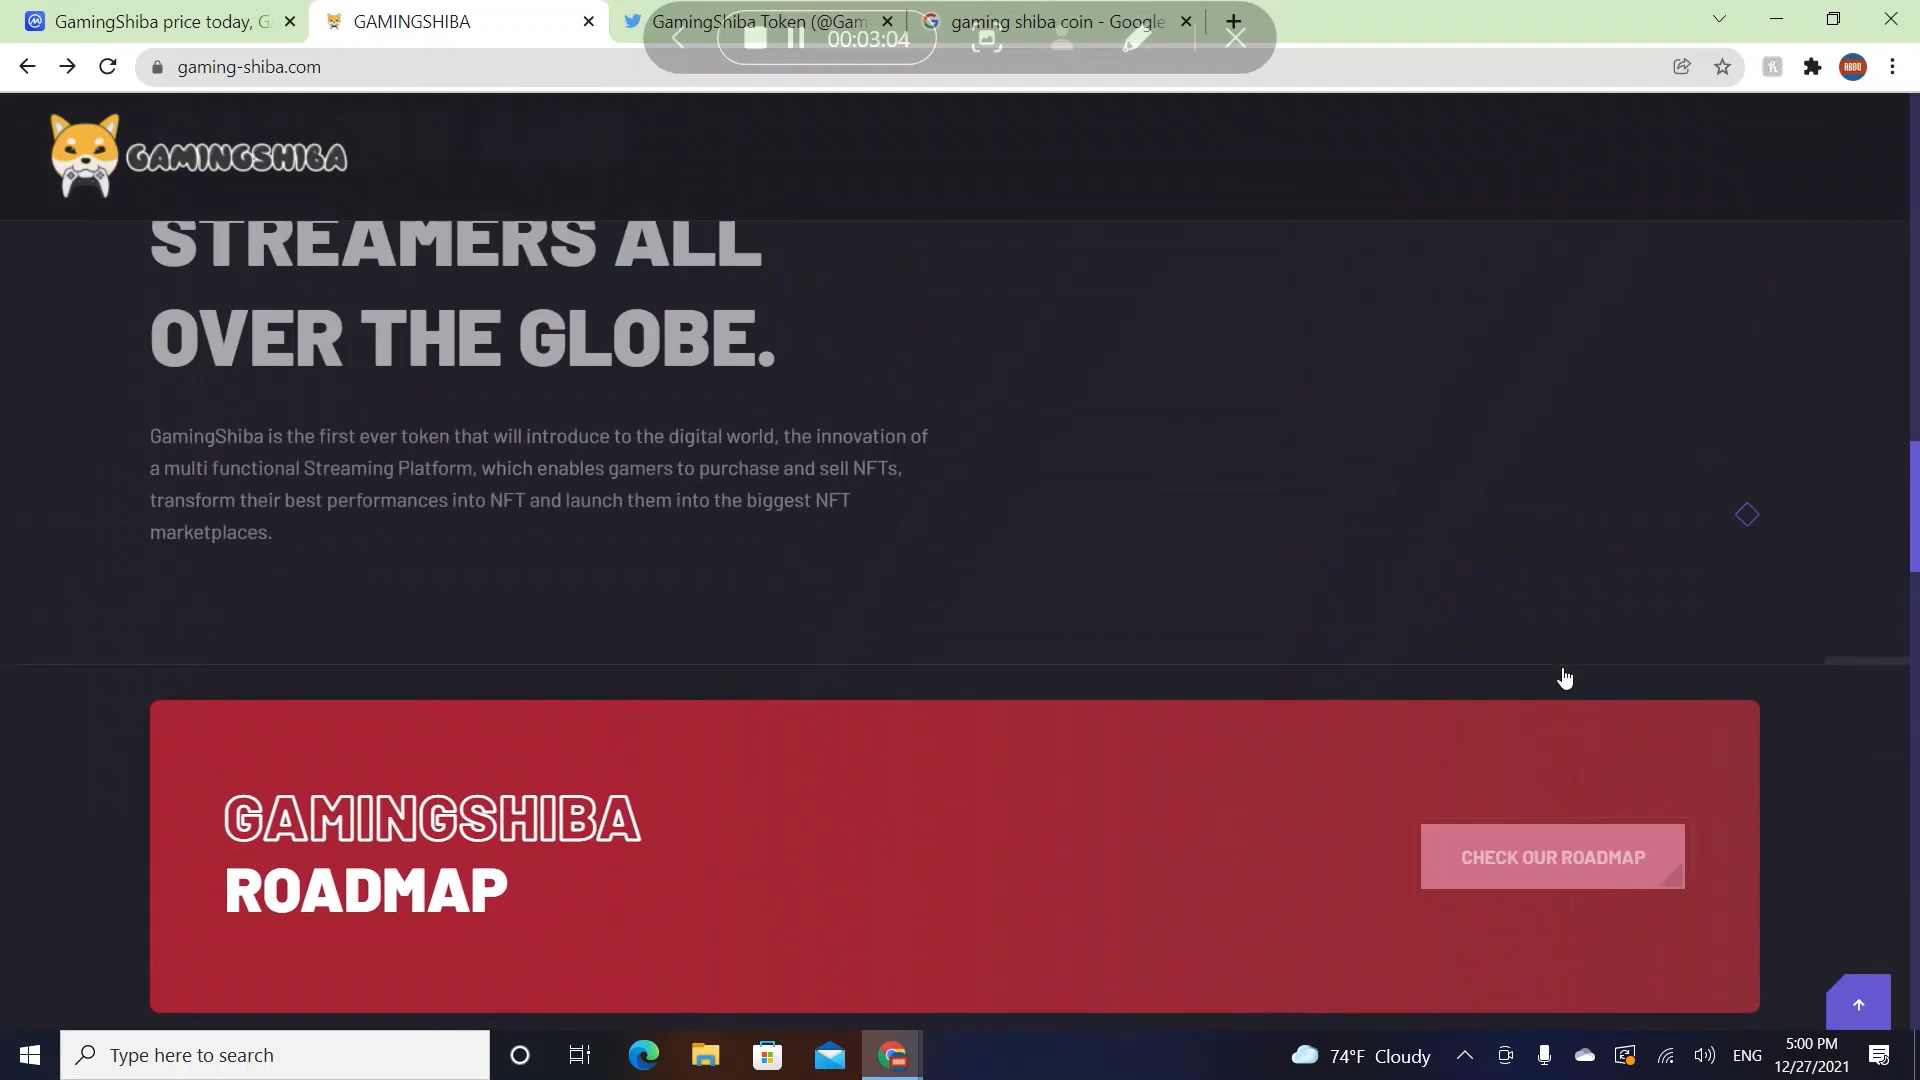 GamingShiba price today, G
GAMINGSHIBA
GamingShiba Token (@Gam
gaming shiba coin - Google
00:03:04
gaming-shiba.com
ABDU
GAMINGSHIBA
STREAMERS ALL
OVER THE GLOBE.
GamingShiba is the first ever token that will introduce to the digital world, the innovation of
a multi functional Streaming Platform, which enables gamers to purchase and sell NFTs,
transform their best performances into NFT and launch them into the biggest NFT
marketplaces.
GAMINGSHIBA
ROADMAP
CHECK OUR ROADMAP
Type here to search
74°F Cloudy
ENG
5:00 PM
12/27/2021